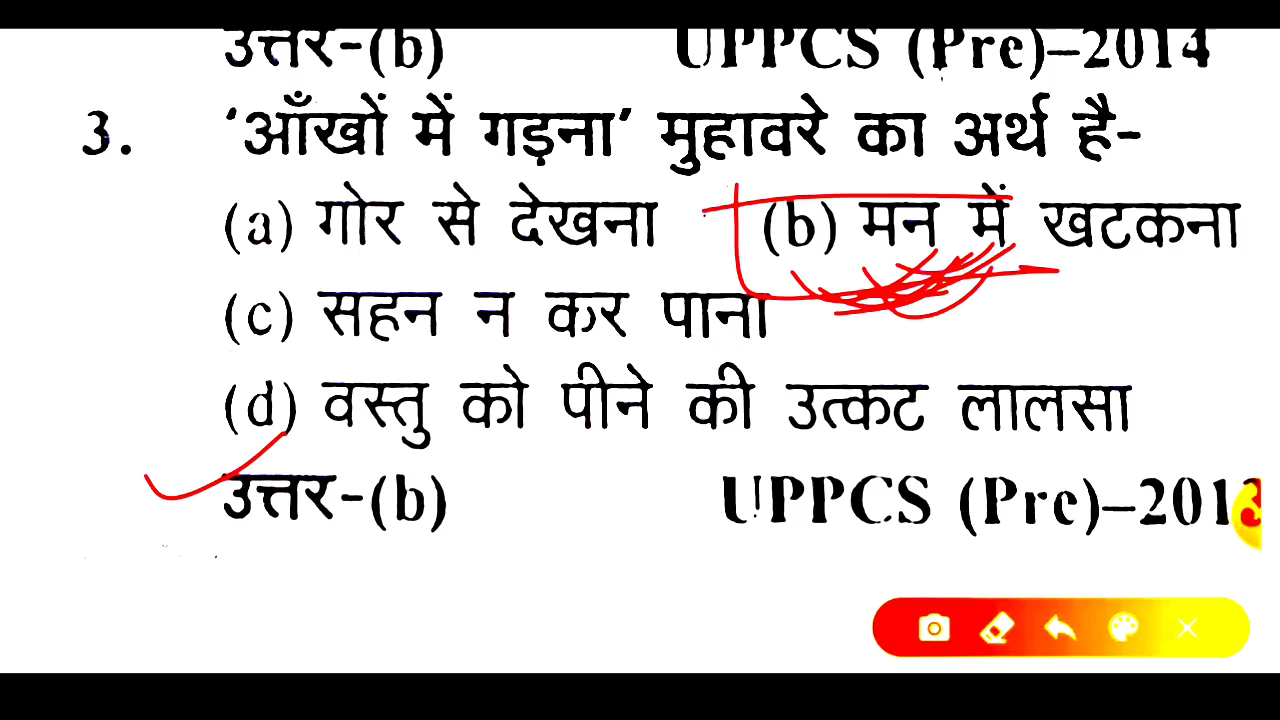 उत्तर-(b) UPPCS (Pre)–2014
3. 'आँखों में गड़ना' मुहावरे का अर्थ है-
(a) गोर से देखना (b) मन में खटकना
(c) सहन न कर पाना
(d) वस्तु को पीने की उत्कट लालसा
उत्तर-(b) UPPCS (Pre)–2013